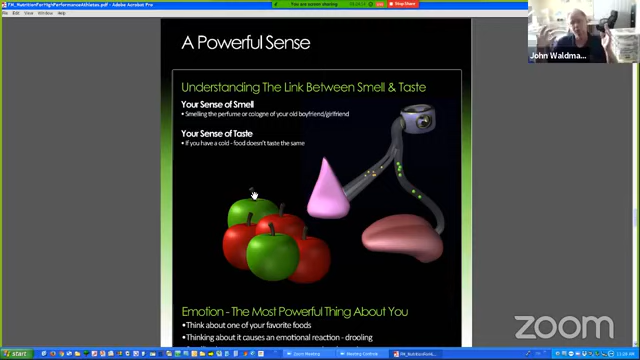 FM_NutritionForHighPerformanceAthletes.pdf - Adobe Acrobat Pro
File Edit View Window Help
You are screen sharing
Stop Share
A Powerful Sense
Understanding The Link Between Smell & Taste
Your Sense of Smell
• Smelling the perfume or cologne of your old boyfriend/girlfriend
Your Sense of Taste
• If you have a cold - food doesn't taste the same
Emotion - The Most Powerful Thing About You
• Think about one of your favorite foods
• Thinking about it causes an emotional reaction - drooling
John Waldma...
zoom
start
Zoom Meeting
Meeting Controls